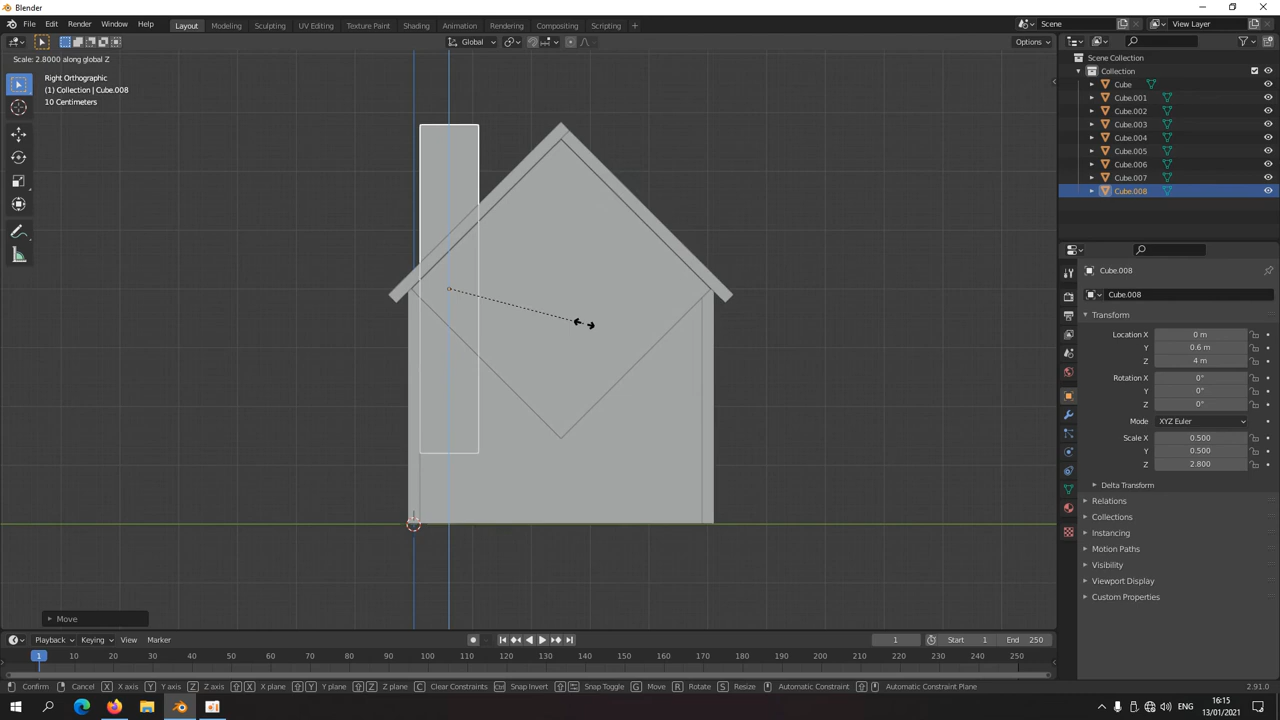 Blender
File Edit Render Window Help Layout Modeling Sculpting UV Editing Texture Paint Shading Animation Rendering Compositing Scripting + Scene View Layer
Global Options
Scale: 2.8000 along global Z
Right Orthographic
(1) Collection | Cube.008
10 Centimeters
Scene Collection
Collection
Cube
Cube.001
Cube.002
Cube.003
Cube.004
Cube.005
Cube.006
Cube.007
Cube.008
Cube.008
Cube.008
Transform
Location X 0 m
Y 0.6 m
Z 4 m
Rotation X 0°
Y 0°
Z 0°
Mode XYZ Euler
Scale X 0.500
Y 0.500
Z 2.800
Delta Transform
Relations
Collections
Instancing
Motion Paths
Visibility
Viewport Display
Custom Properties
Move
Playback Keying View Marker 1 Start 1 End 250
1 10 20 30 40 50 60 70 80 90 100 110 120 130 140 150 160 170 180 190 200 210 220 230 240 250
Confirm Cancel X X axis Y Y axis Z Z axis X X plane Y Y plane Z Z plane C Clear Constraints Ctrl Snap Invert Snap Toggle G Move R Rotate S Resize Automatic Constraint Automatic Constraint Plane 2.91.0
ENG 16:15
13/01/2021